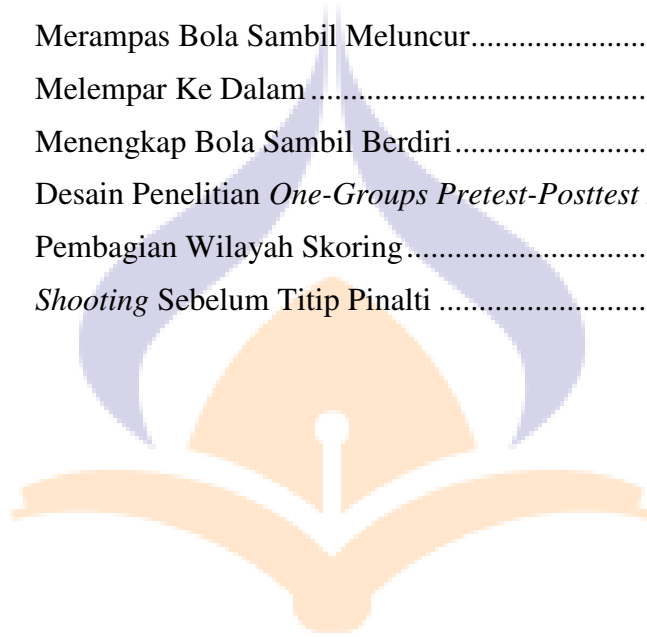 Merampas Bola Sambil Meluncur......................
Melempar Ke Dalam..........................................
Menengkap Bola Sambil Berdiri........................
Desain Penelitian One-Groups Pretest-Posttest
Pembagian Wilayah Skoring..............................
Shooting Sebelum Titip Pinalti ..........................